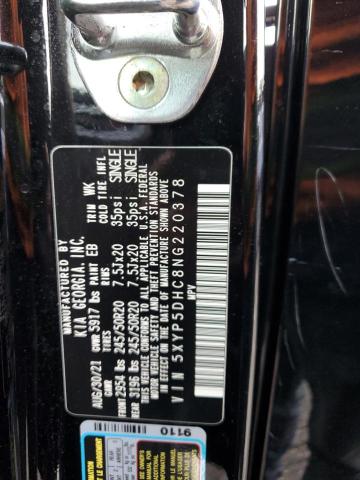 MANUFACTURED BY
KIA GEORGIA, INC.
AUG/30/21 GVWR 5917 lbs PAINT EB TRIM WK
GAWR TIRES RIMS COLD TIRE INFL
FRONT 2954 lbs 245/50R20 7.5JX20 35psi SINGLE
REAR 3196 lbs 245/50R20 7.5JX20 35psi SINGLE
THIS VEHICLE CONFORMS TO ALL APPLICABLE U.S.A. FEDERAL
MOTOR VEHICLE SAFETY AND THEFT PREVENTION STANDARDS
IN EFFECT ON THE DATE OF MANUFACTURE SHOWN ABOVE.
VIN 5XYP5DHC8NG220378
MPV
9110